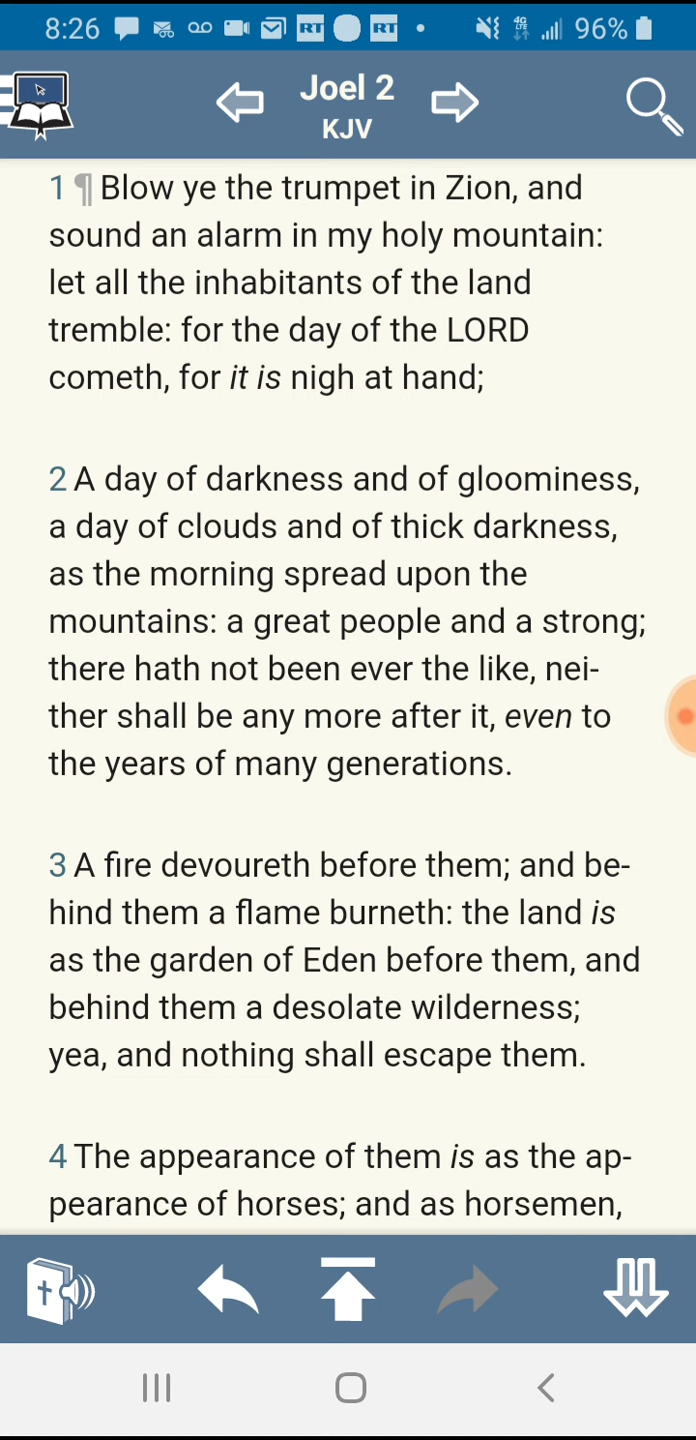 8:26 RT RT 4G LTE 96%
Joel 2
KJV
1 ¶ Blow ye the trumpet in Zion, and
sound an alarm in my holy mountain:
let all the inhabitants of the land
tremble: for the day of the LORD
cometh, for it is nigh at hand;
2 A day of darkness and of gloominess,
a day of clouds and of thick darkness,
as the morning spread upon the
mountains: a great people and a strong;
there hath not been ever the like, nei-
ther shall be any more after it, even to
the years of many generations.
3 A fire devoureth before them; and be-
hind them a flame burneth: the land is
as the garden of Eden before them, and
behind them a desolate wilderness;
yea, and nothing shall escape them.
4 The appearance of them is as the ap-
pearance of horses; and as horsemen,